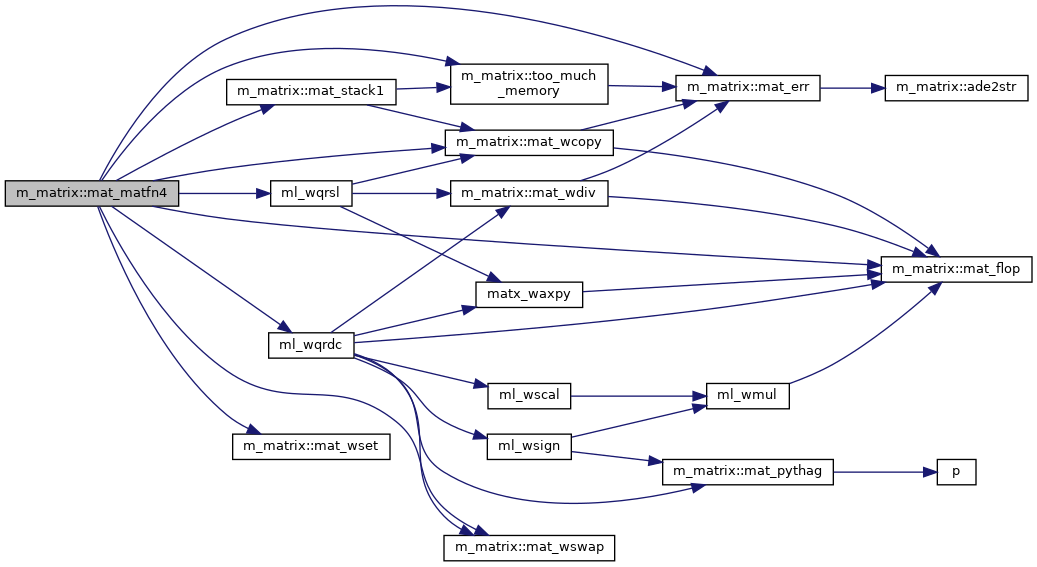 m_matrix::mat_matfn4
m_matrix::mat_stack1
m_matrix::too_much
_memory
m_matrix::mat_err
m_matrix::ade2str
m_matrix::mat_wcopy
ml_wqrsl
m_matrix::mat_wdiv
m_matrix::mat_flop
matx_waxpy
ml_wqrdc
ml_wscal
ml_wmul
m_matrix::mat_wset
ml_wsign
m_matrix::mat_pythag
p
m_matrix::mat_wswap